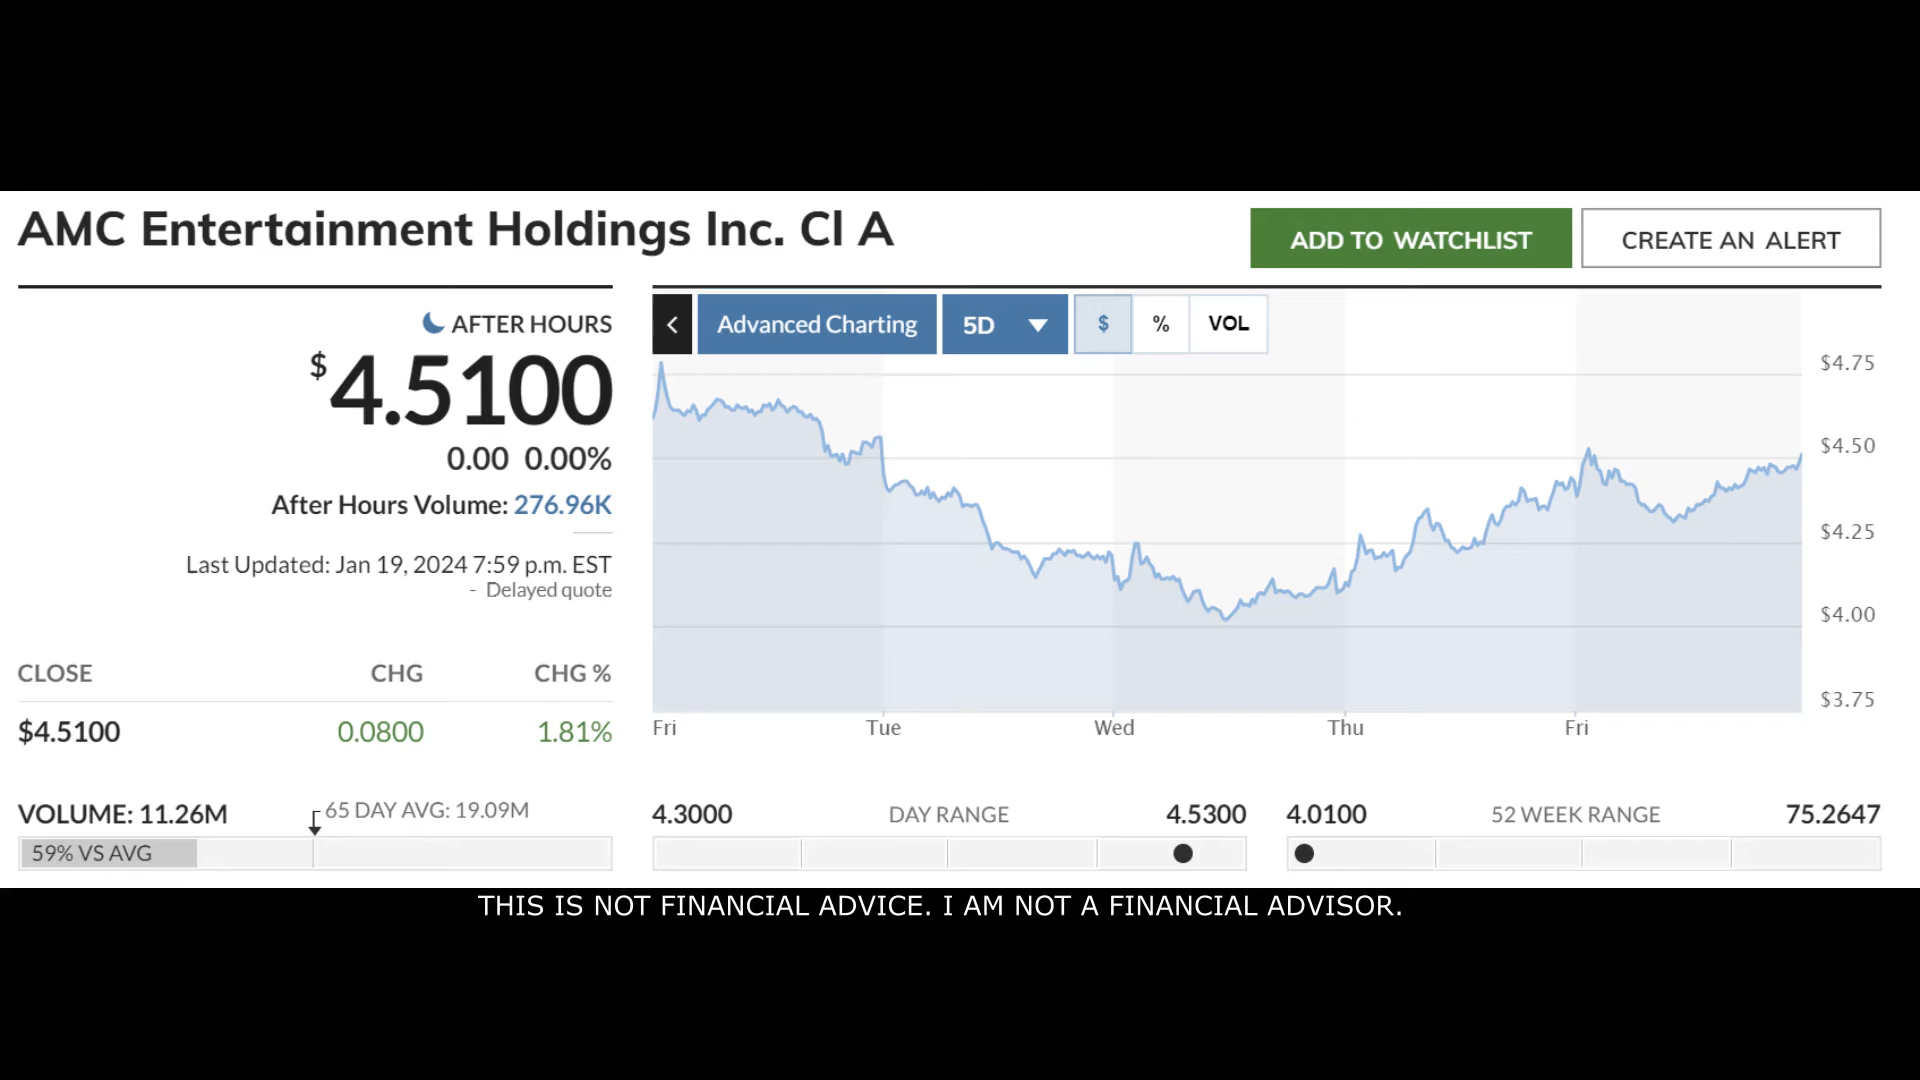 AMC Entertainment Holdings Inc. Cl A
ADD TO WATCHLIST
CREATE AN ALERT
AFTER HOURS
$4.5100
0.00 0.00%
After Hours Volume: 276.96K
Last Updated: Jan 19, 2024 7:59 p.m. EST
- Delayed quote
CLOSE CHG CHG %
$4.5100 0.0800 1.81%
VOLUME: 11.26M 65 DAY AVG: 19.09M
59% VS AVG
< Advanced Charting 5D $ % VOL
$4.75
$4.50
$4.25
$4.00
$3.75
Fri Tue Wed Thu Fri
4.3000 DAY RANGE 4.5300
4.0100 52 WEEK RANGE 75.2647
THIS IS NOT FINANCIAL ADVICE. I AM NOT A FINANCIAL ADVISOR.